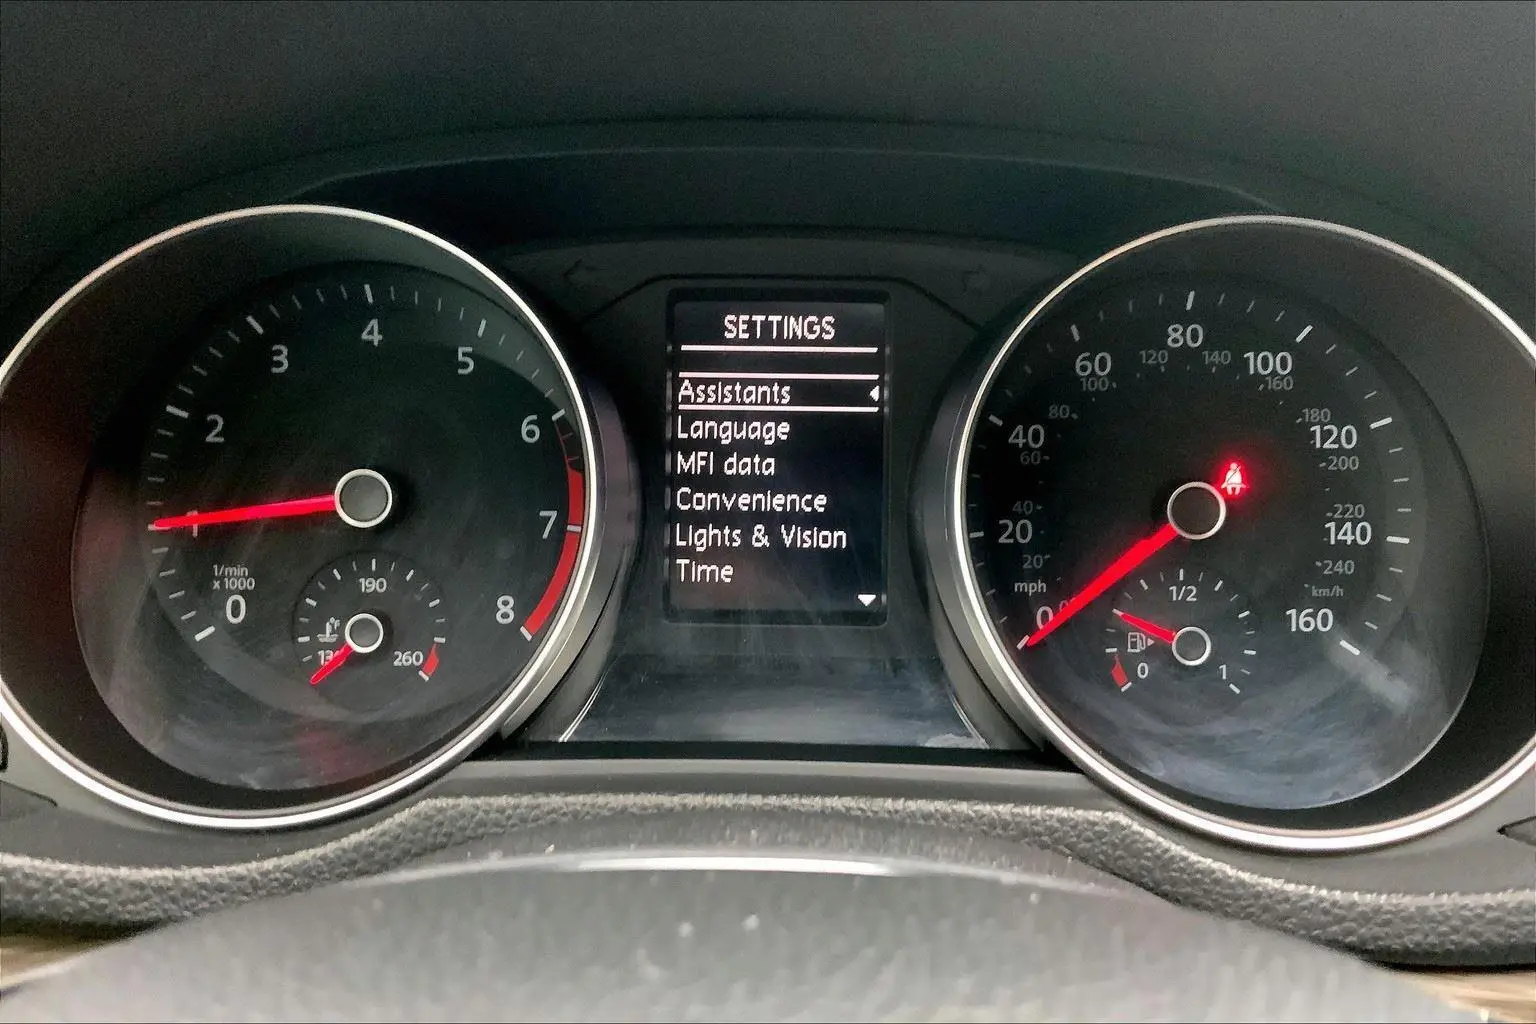 SETTINGS
Assistants
Language
MFI data
Convenience
Lights & Vision
Time
0
1
2
3
4
5
6
7
8
1/min
x 1000
190
260
°F
0
20
40
60
80
100
120
140
160
mph
20
40
60
80
100
120
140
160
180
200
220
240
km/h
0
1/2
1